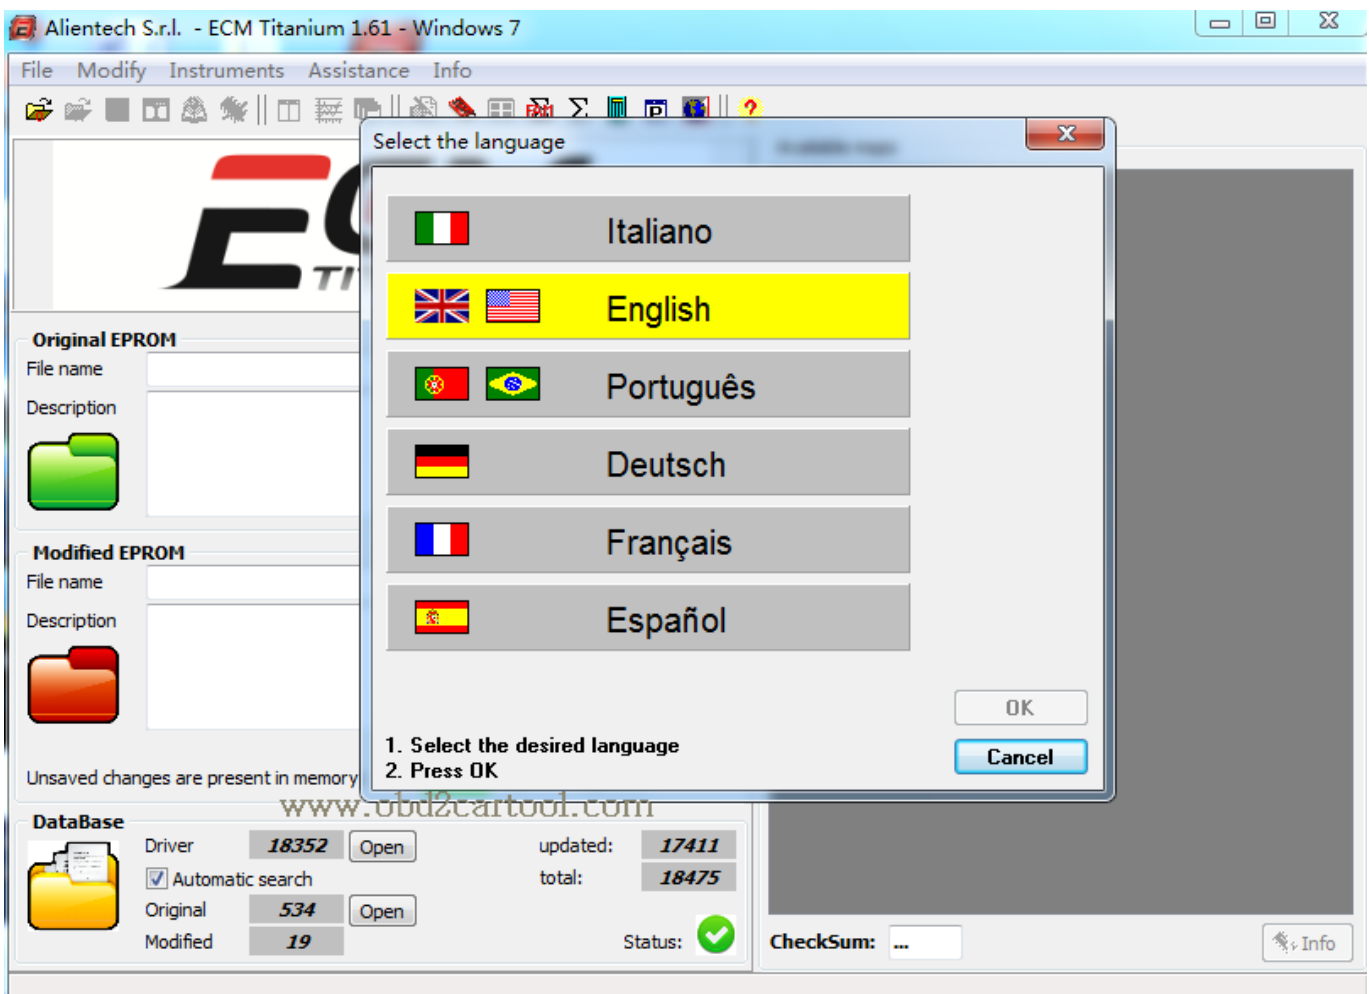 Alientech S.r.l.  - ECM Titanium 1.61 - Windows 7
File Modify Instruments Assistance Info
Select the language
Available maps
Italiano
English
Português
Deutsch
Français
Español
OK
Cancel
1. Select the desired language
2. Press OK
Original EPROM
File name
Description
Modified EPROM
File name
Description
Unsaved changes are present in memory
www.obd2cartool.com
DataBase
Driver 18352 Open updated: 17411
Automatic search total: 18475
Original 534 Open
Modified 19 Status:
CheckSum: ... Info